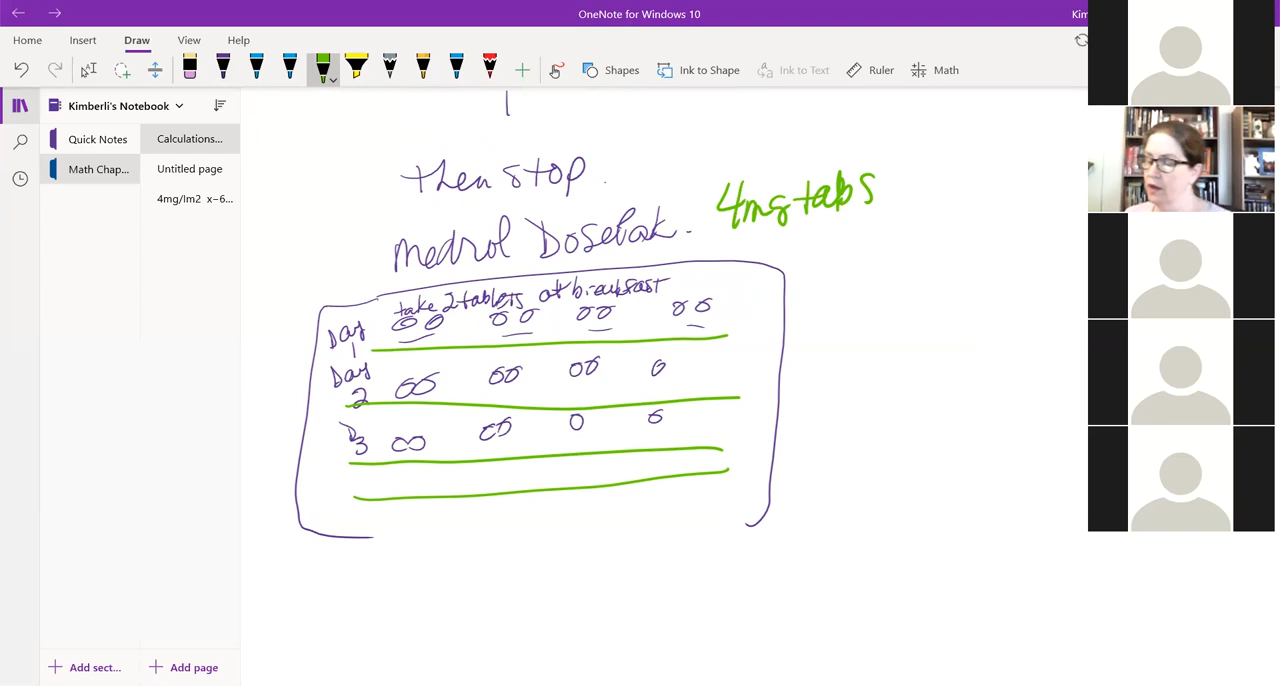 OneNote for Windows 10
Kim
Home Insert Draw View Help
Shapes Ink to Shape Ink to Text Ruler Math
Kimberli's Notebook
Quick Notes
Math Chap...
Calculations...
Untitled page
4mg/Im2 x-6...
then stop.
Medrol Dosepak.
4mg tabs
take 2 tablets at breakfast
Day
1
Day
2
D
3
Add sect...
Add page